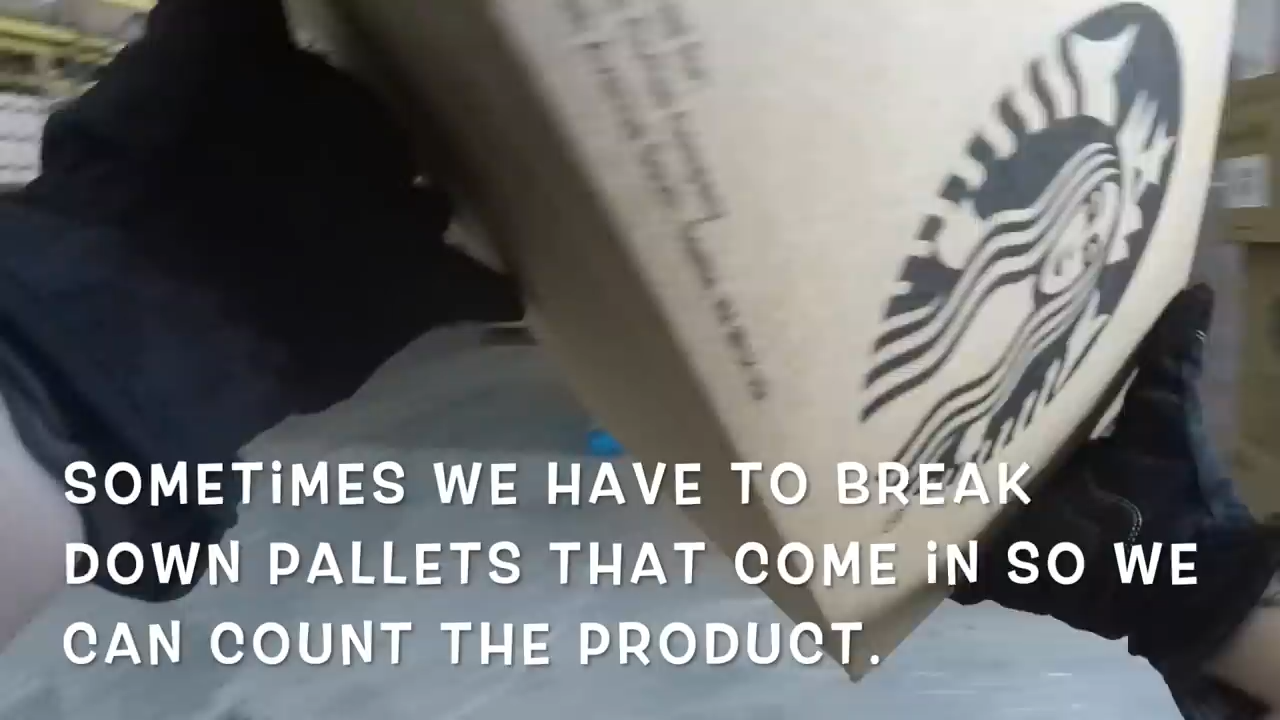 SOMETiMES WE HAVE TO BREAK
DOWN PALLETS THAT COME iN SO WE
CAN COUNT THE PRODUCT.